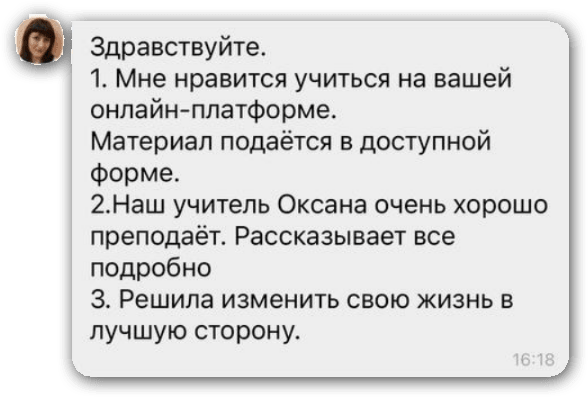 Здравствуйте.
1. Мне нравится учиться на вашей
онлайн-платформе.
Материал подаётся в доступной
форме.
2.Наш учитель Оксана очень хорошо
преподаёт. Рассказывает все
подробно
3. Решила изменить свою жизнь в
лучшую сторону.
16:18